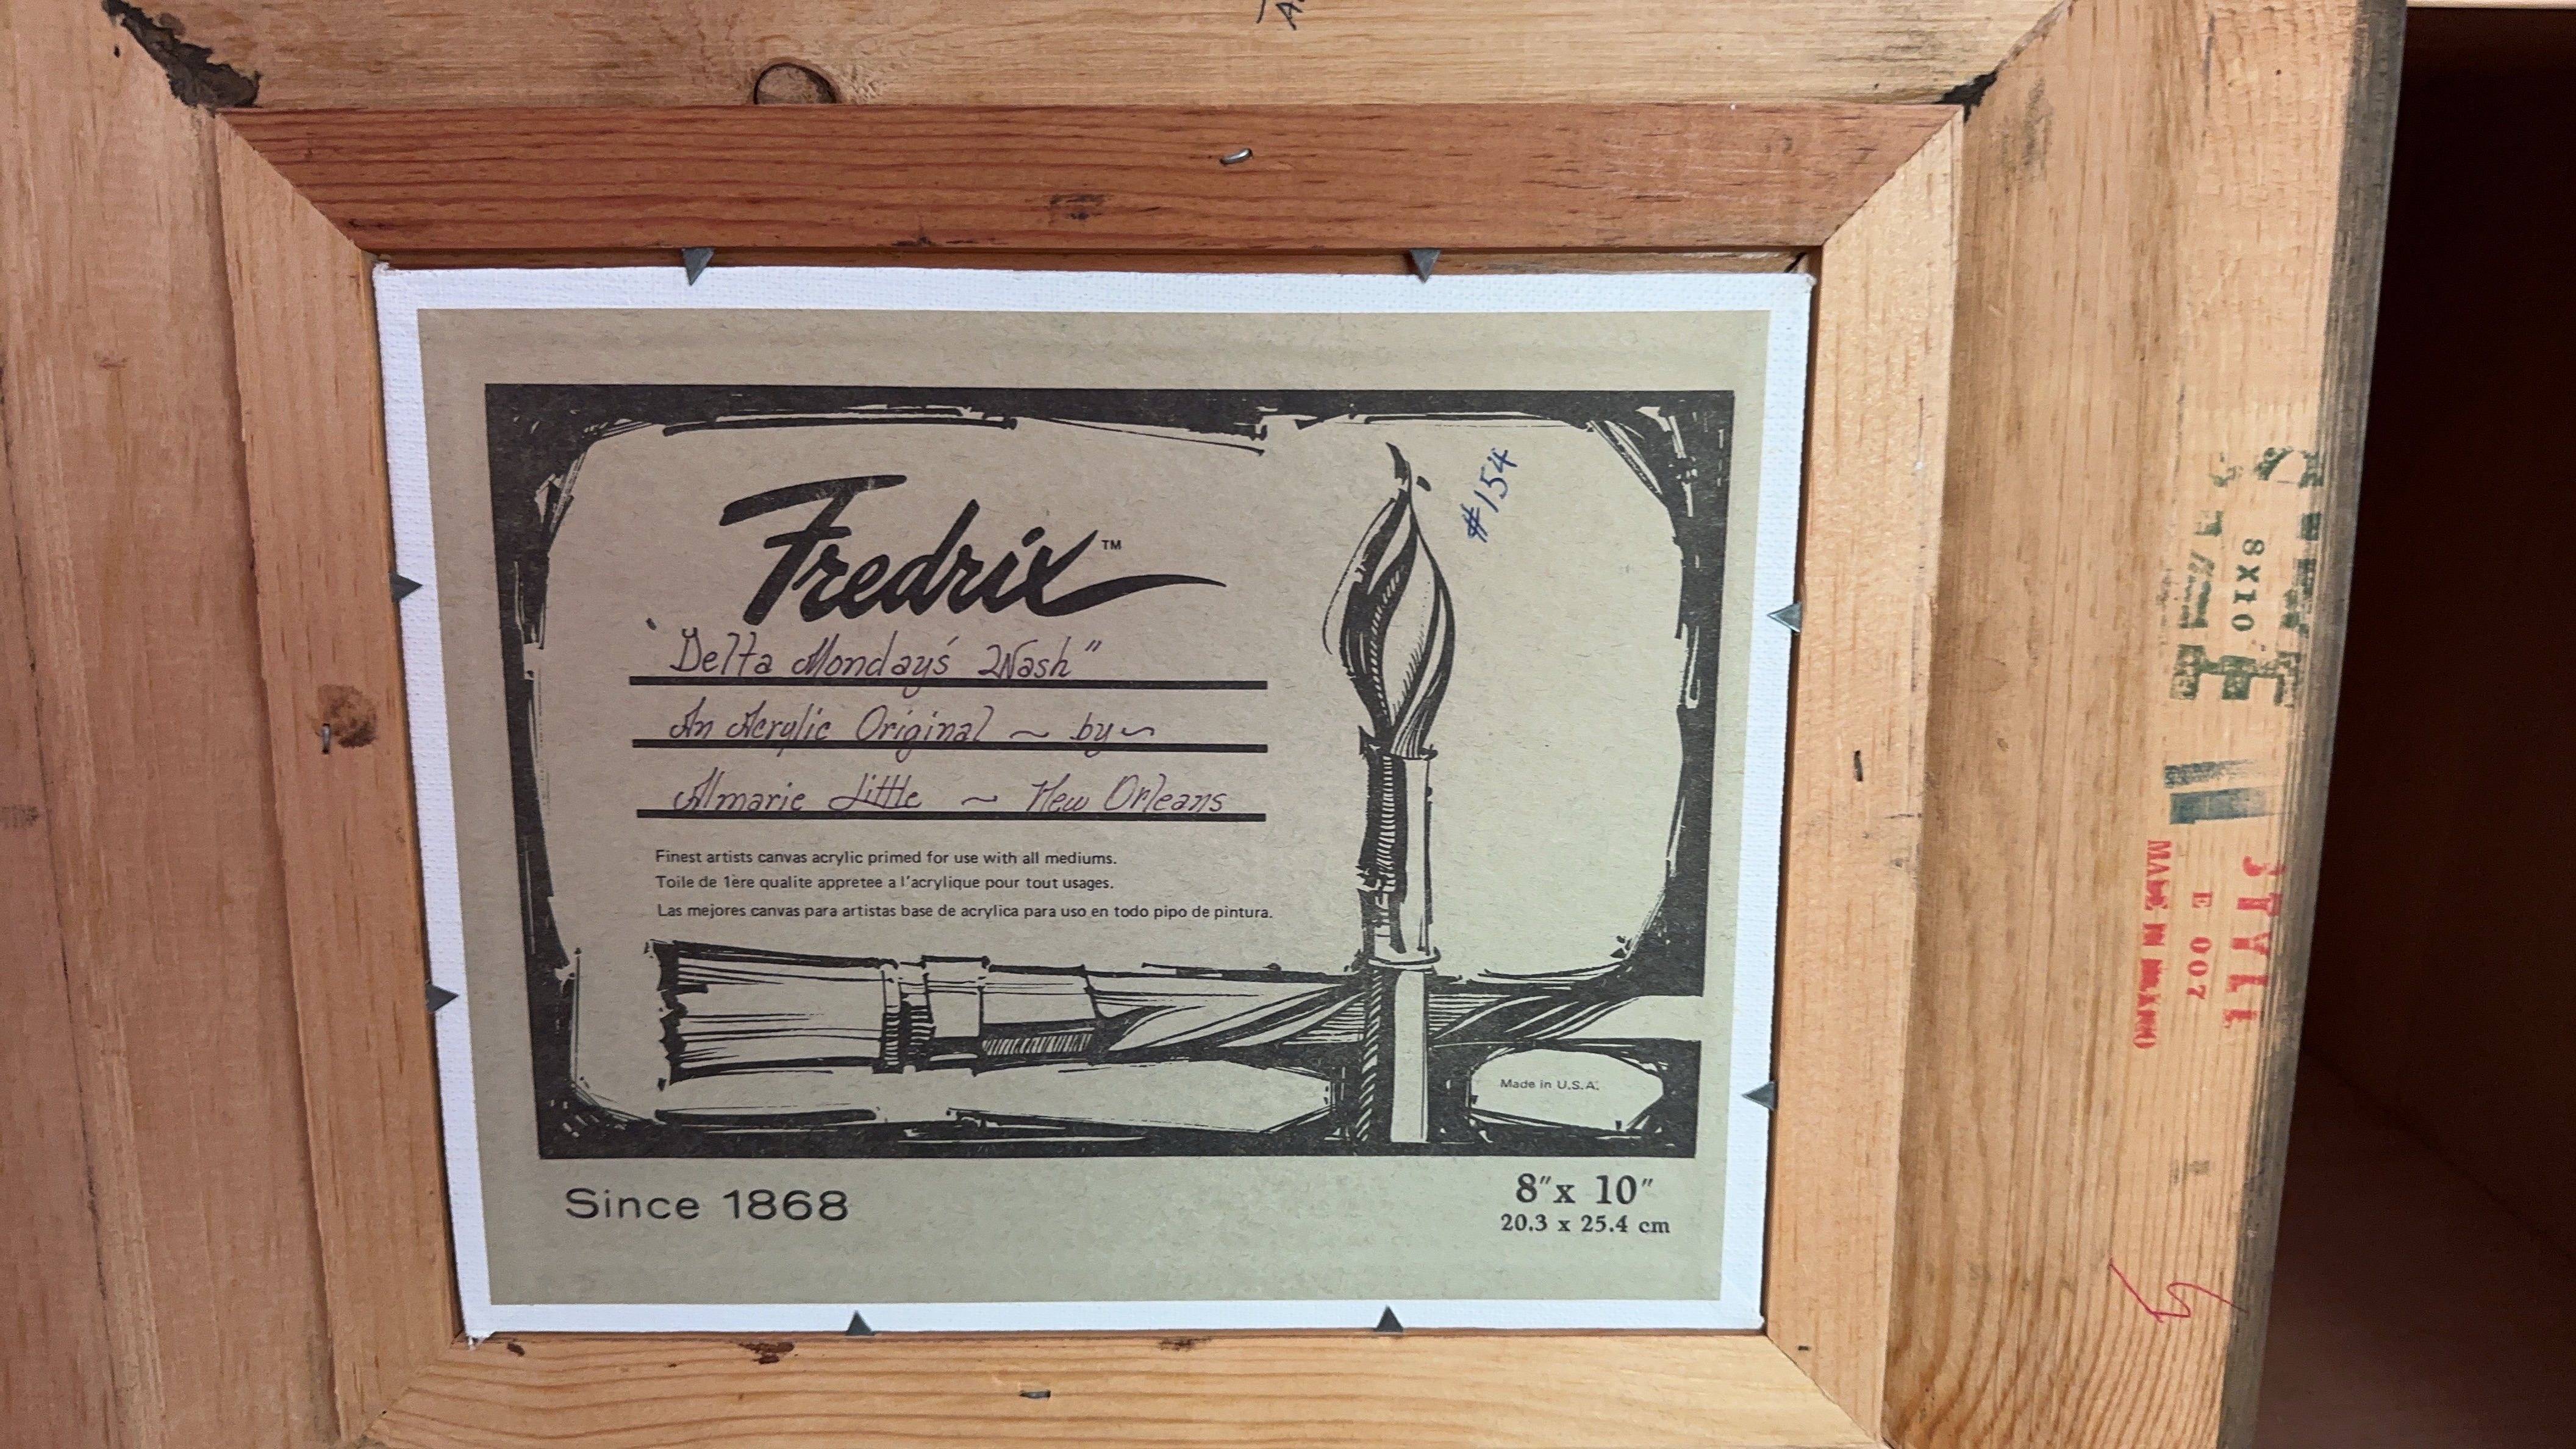 Fredrix™
#154
"Delta Monday's Wash"
An Acrylic Original ~ by ~
Almarie Little ~ New Orleans
Finest artists canvas acrylic primed for use with all mediums.
Toile de 1ère qualite appretee a l'acrylique pour tout usages.
Las mejores canvas para artistas base de acrylica para uso en todo pipo de pintura.
Made in U.S.A.
Since 1868
8"x 10"
20.3 x 25.4 cm
8X10
STYLE
E 007
MADE IN